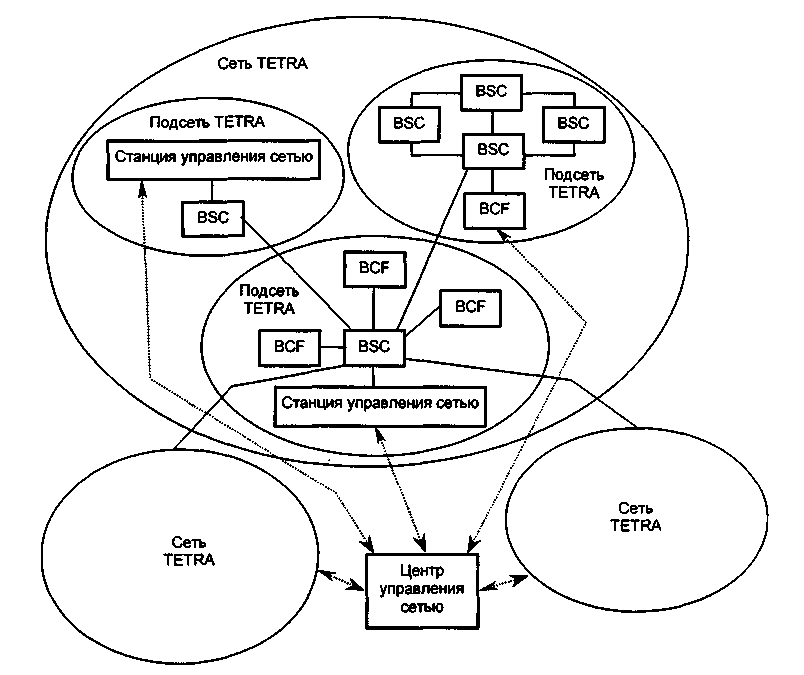 Сеть TETRA
Подсеть TETRA
Станция управления сетью
BSC
BSC
BSC
BSC
BSC
BCF
Подсеть
TETRA
Подсеть
TETRA
BCF
BCF
BCF
BSC
Станция управления сетью
Сеть
TETRA
Сеть
TETRA
Центр
управления
сетью